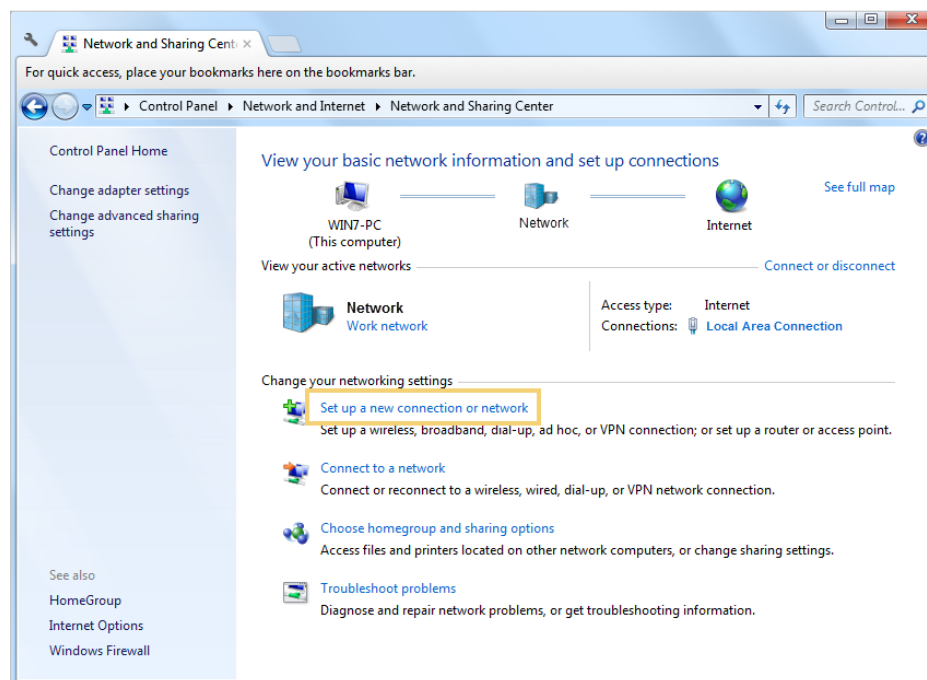 Network and Sharing Cent
For quick access, place your bookmarks here on the bookmarks bar.
Control Panel Network and Internet Network and Sharing Center
Search Control...
Control Panel Home
Change adapter settings
Change advanced sharing
settings
View your basic network information and set up connections
See full map
WIN7-PC
(This computer)
Network
Internet
View your active networks
Connect or disconnect
Network
Work network
Access type: Internet
Connections: Local Area Connection
Change your networking settings
Set up a new connection or network
Set up a wireless, broadband, dial-up, ad hoc, or VPN connection; or set up a router or access point.
Connect to a network
Connect or reconnect to a wireless, wired, dial-up, or VPN network connection.
Choose homegroup and sharing options
Access files and printers located on other network computers, or change sharing settings.
Troubleshoot problems
Diagnose and repair network problems, or get troubleshooting information.
See also
HomeGroup
Internet Options
Windows Firewall